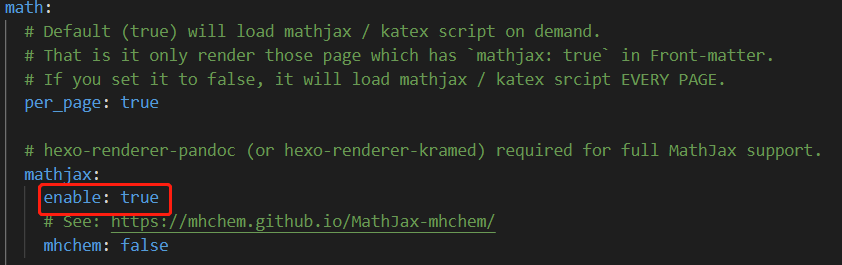 math:
# Default (true) will load mathjax / katex script on demand.
# That is it only render those page which has `mathjax: true` in Front-matter.
# If you set it to false, it will load mathjax / katex srcipt EVERY PAGE.
per_page: true
# hexo-renderer-pandoc (or hexo-renderer-kramed) required for full MathJax support.
mathjax:
enable: true
# See: https://mhchem.github.io/MathJax-mhchem/
mhchem: false